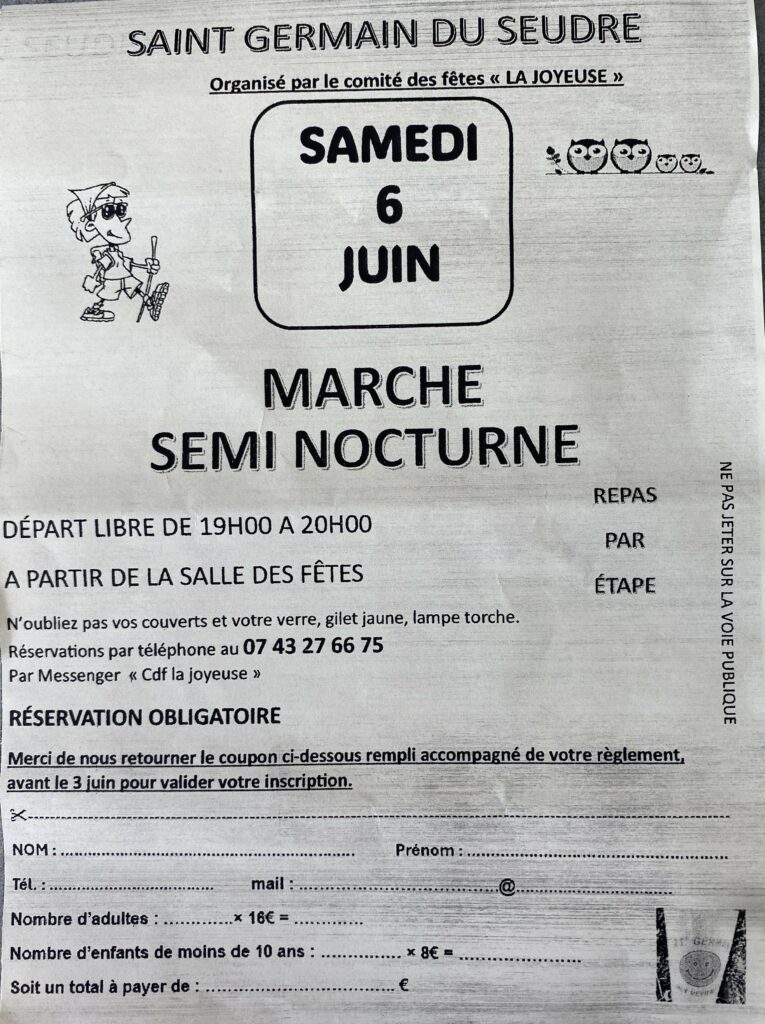 SAINT GERMAIN DU SEUDRE
Organisé par le comité des fêtes « LA JOYEUSE »
SAMEDI
6
JUIN
MARCHE
SEMI NOCTURNE
REPAS
PAR
ÉTAPE
DÉPART LIBRE DE 19H00 A 20H00
A PARTIR DE LA SALLE DES FÊTES
N'oubliez pas vos couverts et votre verre, gilet jaune, lampe torche.
Réservations par téléphone au 07 43 27 66 75
Par Messenger « Cdf la joyeuse »
RÉSERVATION OBLIGATOIRE
NE PAS JETER SUR LA VOIE PUBLIQUE
Merci de nous retourner le coupon ci-dessous rempli accompagné de votre règlement,
avant le 3 juin pour valider votre inscription.
NOM : ........................................ Prénom : ........................................
Tél. : ........................................ mail : ........................................@........................................
Nombre d'adultes : ............. × 16€ = .............
Nombre d'enfants de moins de 10 ans : ............... × 8€ = .......................
Soit un total à payer de : ...................................€